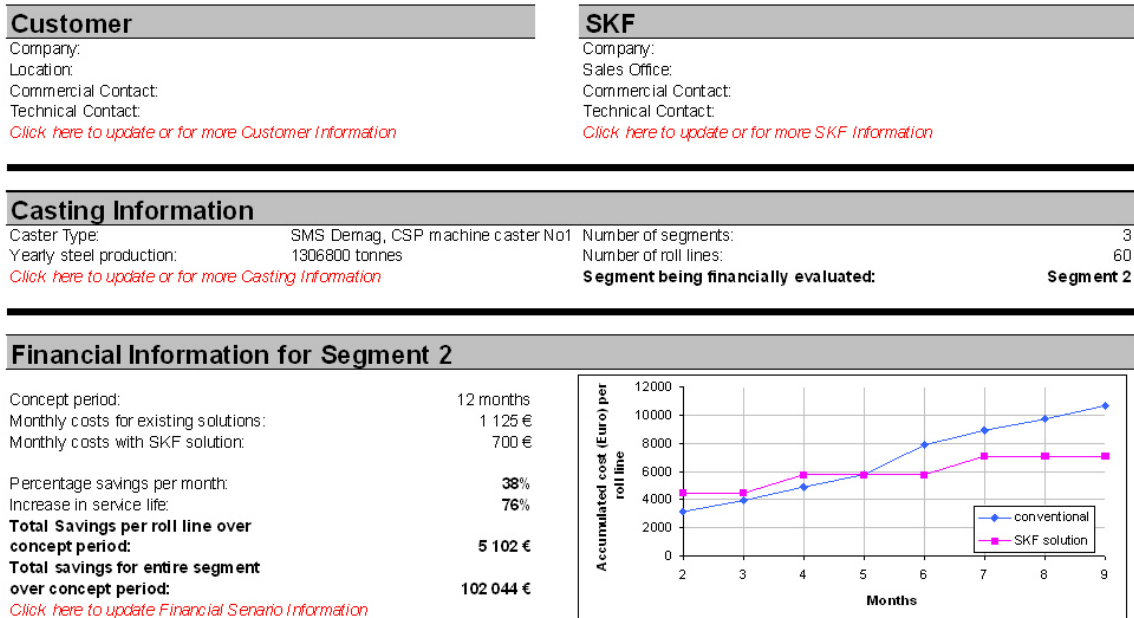 Customer
Company:
Location:
Commercial Contact:
Technical Contact:
Click here to update or for more Customer Information
SKF
Company:
Sales Office:
Commercial Contact:
Technical Contact:
Click here to update or for more SKF Information
Casting Information
Caster Type: SMS Demag, CSP machine caster No1
Yearly steel production: 1306800 tonnes
Click here to update or for more Casting Information
Number of segments: 3
Number of roll lines: 60
Segment being financially evaluated: Segment 2
Financial Information for Segment 2
Concept period: 12 months
Monthly costs for existing solutions: 1 125 €
Monthly costs with SKF solution: 700 €
Percentage savings per month: 38%
Increase in service life: 76%
Total Savings per roll line over
concept period: 5 102 €
Total savings for entire segment
over concept period: 102 044 €
Click here to update Financial Senario Information
Accumulated cost (Euro) per
roll line
12000
10000
8000
6000
4000
2000
0
2 3 4 5 6 7 8 9
Months
conventional
SKF solution